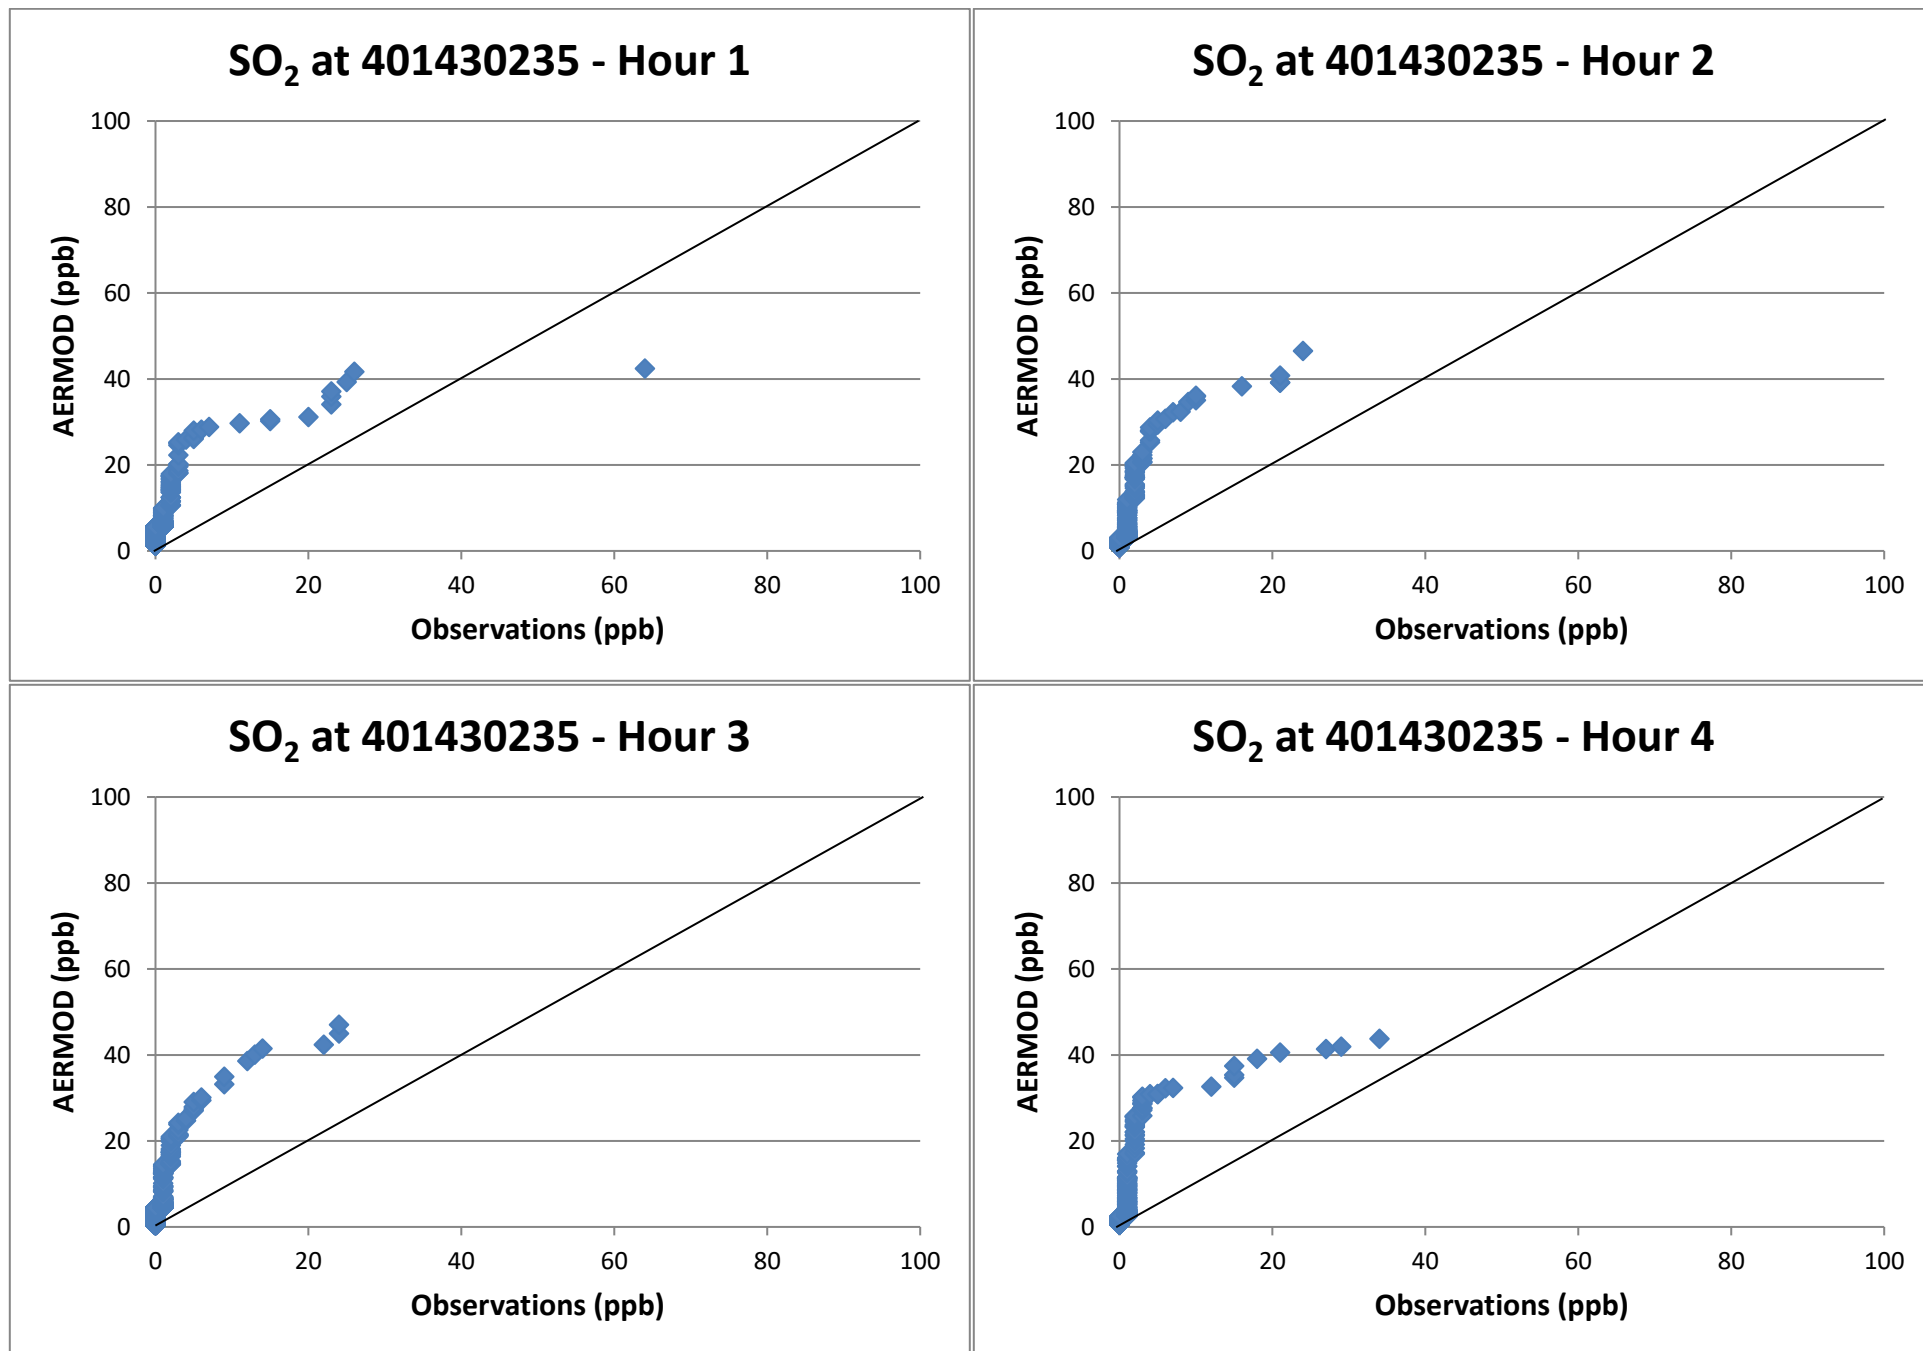 SO2 at 401430235 - Hour 1
100
80
60
40
20
0
AERMOD (ppb)
0 20 40 60 80 100
Observations (ppb)
SO2 at 401430235 - Hour 2
100
80
60
40
20
0
AERMOD (ppb)
0 20 40 60 80 100
Observations (ppb)
SO2 at 401430235 - Hour 3
100
80
60
40
20
0
AERMOD (ppb)
0 20 40 60 80 100
Observations (ppb)
SO2 at 401430235 - Hour 4
100
80
60
40
20
0
AERMOD (ppb)
0 20 40 60 80 100
Observations (ppb)